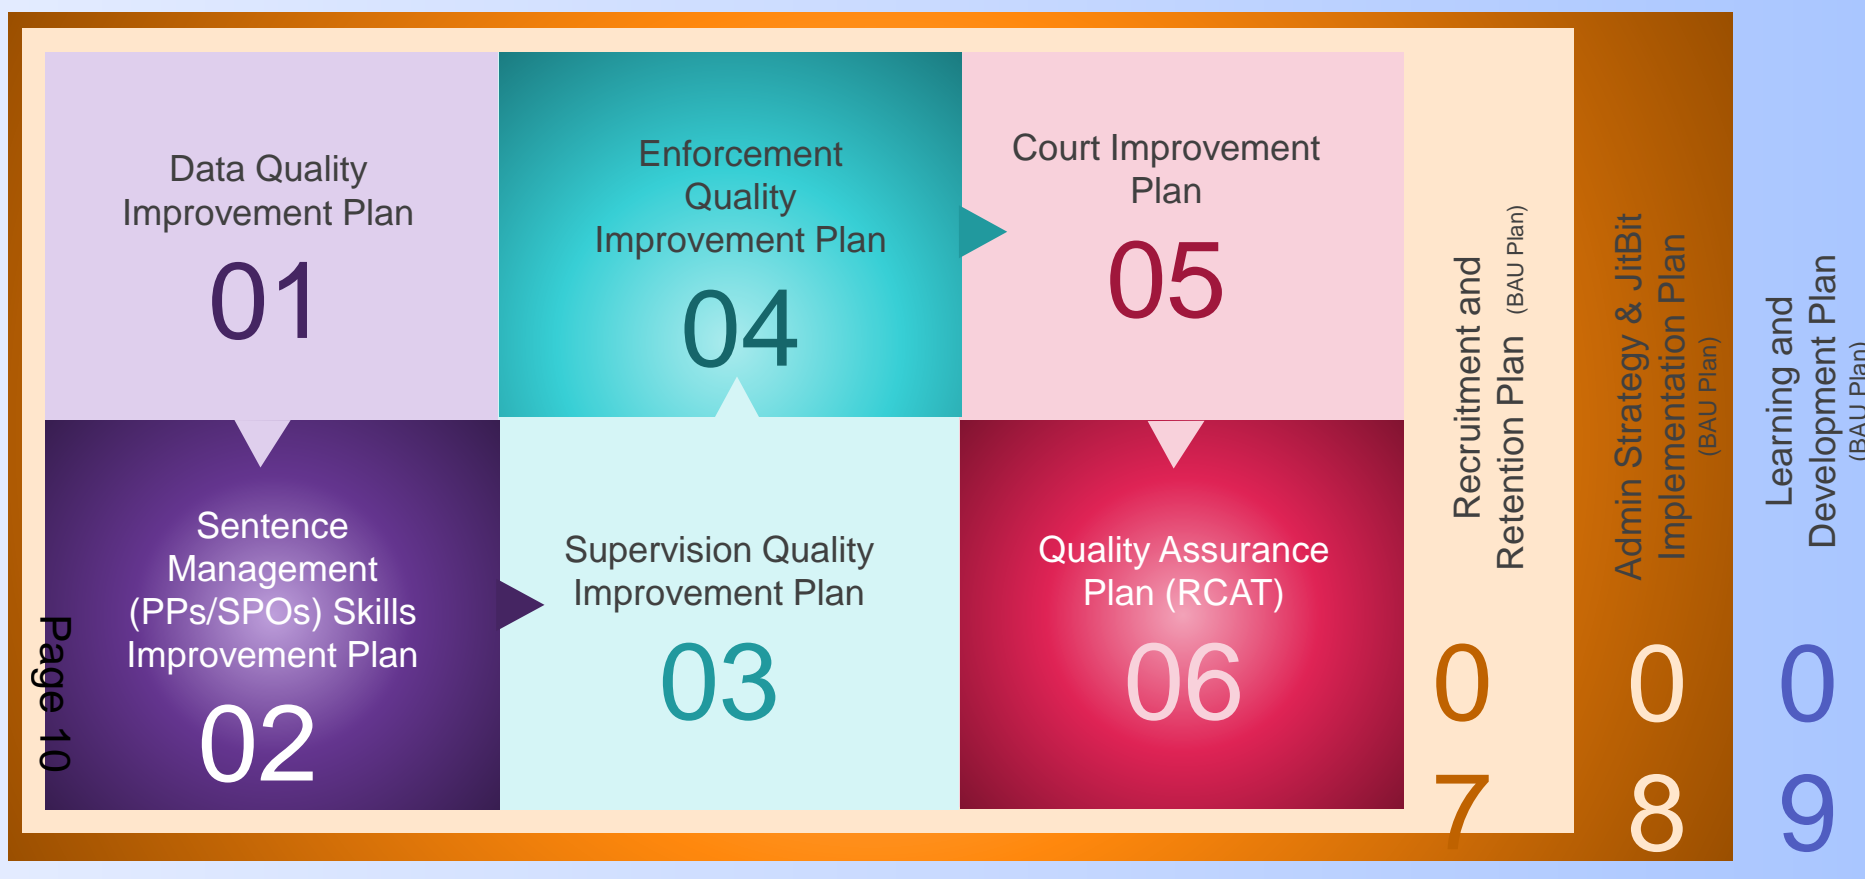 Data Quality
Improvement Plan
01
Sentence
Management
(PPs/SPOs) Skills
Improvement Plan
02
Supervision Quality
Improvement Plan
03
Enforcement
Quality
Improvement Plan
04
Court Improvement
Plan
05
Quality Assurance
Plan (RCAT)
06
Recruitment and
Retention Plan (BAU Plan)
0
7
Admin Strategy & JitBit
Implementation Plan
(BAU Plan)
0
8
Learning and
Development Plan
(BAU Plan)
0
9
Page 10